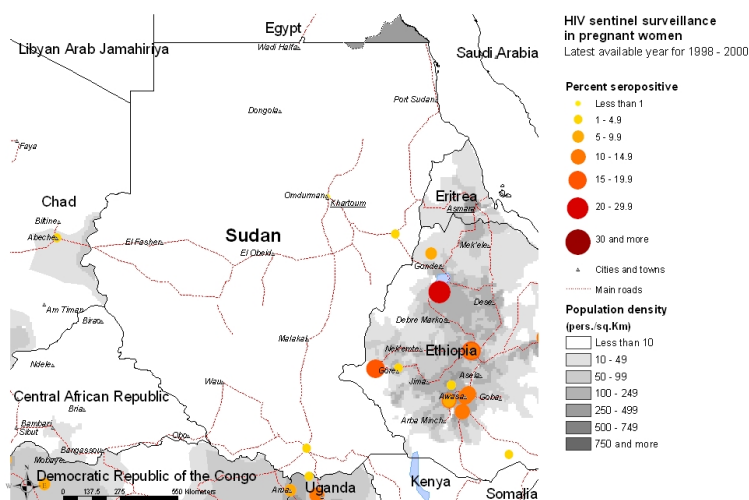 HIV sentinel surveillance
in pregnant women
Latest available year for 1998 - 2000
Egypt
Wadi Halfa
Libyan Arab Jamahiriya
Saudi Arabia
Port Sudan
Dongola
Faya
Omdurman
Khartoum
Eritrea
Asmara
Chad
Biltine
Abeche
El Fasher
Sudan
El Obeid
Mek'ele
Gonder
Am Timan
Birao
Dese
Debre Markos
Malakal
Nek'emte
Ethiopia
Ndele
Gore
Jima
Asela
Wau
Central African Republic
Awasa
Goba
Bria
Arba Minch
Bambari
Sibut
Obo
Bangassou
Mobaye
Democratic Republic of the Congo
Arua
Uganda
Kenya
Somalia
0 137.5 275 550 Kilometers
Percent seropositive
Less than 1
1 - 4.9
5 - 9.9
10 - 14.9
15 - 19.9
20 - 29.9
30 and more
Cities and towns
Main roads
Population density
(pers./sq.Km)
Less than 10
10 - 49
50 - 99
100 - 249
250 - 499
500 - 749
750 and more